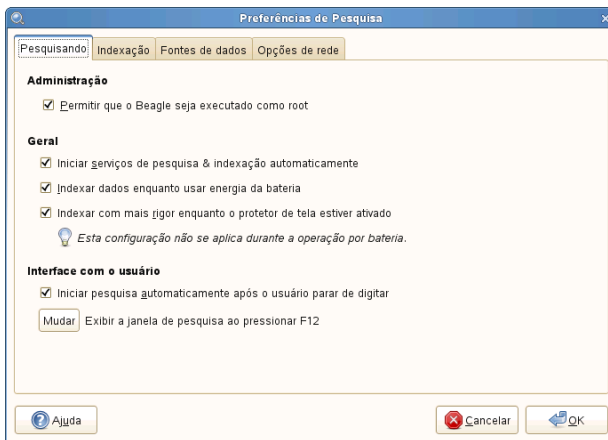 Preferências de Pesquisa
Pesquisando Indexação Fontes de dados Opções de rede
Administração
Permitir que o Beagle seja executado como root
Geral
Iniciar serviços de pesquisa & indexação automaticamente
Indexar dados enquanto usar energia da bateria
Indexar com mais rigor enquanto o protetor de tela estiver ativado
Esta configuração não se aplica durante a operação por bateria.
Interface com o usuário
Iniciar pesquisa automaticamente após o usuário parar de digitar
Mudar Exibir a janela de pesquisa ao pressionar F12
Ajuda Cancelar OK